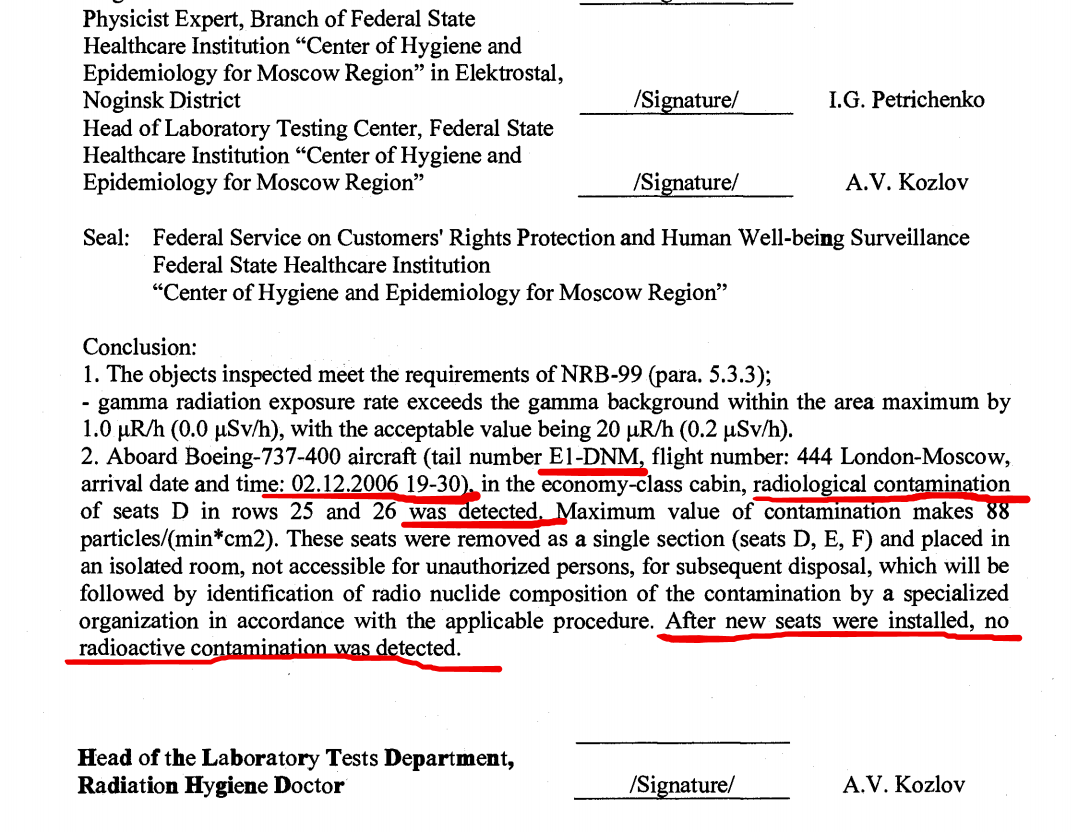 Physicist Expert, Branch of Federal State
Healthcare Institution “Center of Hygiene and
Epidemiology for Moscow Region” in Elektrostal,
Noginsk District /Signature/ I.G. Petrichenko
Head of Laboratory Testing Center, Federal State
Healthcare Institution “Center of Hygiene and
Epidemiology for Moscow Region” /Signature/ A.V. Kozlov
Seal: Federal Service on Customers' Rights Protection and Human Well-being Surveillance
Federal State Healthcare Institution
“Center of Hygiene and Epidemiology for Moscow Region”
Conclusion:
1. The objects inspected meet the requirements of NRB-99 (para. 5.3.3);
- gamma radiation exposure rate exceeds the gamma background within the area maximum by
1.0 µR/h (0.0 µSv/h), with the acceptable value being 20 µR/h (0.2 µSv/h).
2. Aboard Boeing-737-400 aircraft (tail number E1-DNM, flight number: 444 London-Moscow,
arrival date and time: 02.12.2006 19-30), in the economy-class cabin, radiological contamination
of seats D in rows 25 and 26 was detected. Maximum value of contamination makes 88
particles/(min*cm2). These seats were removed as a single section (seats D, E, F) and placed in
an isolated room, not accessible for unauthorized persons, for subsequent disposal, which will be
followed by identification of radio nuclide composition of the contamination by a specialized
organization in accordance with the applicable procedure. After new seats were installed, no
radioactive contamination was detected.
Head of the Laboratory Tests Department,
Radiation Hygiene Doctor /Signature/ A.V. Kozlov